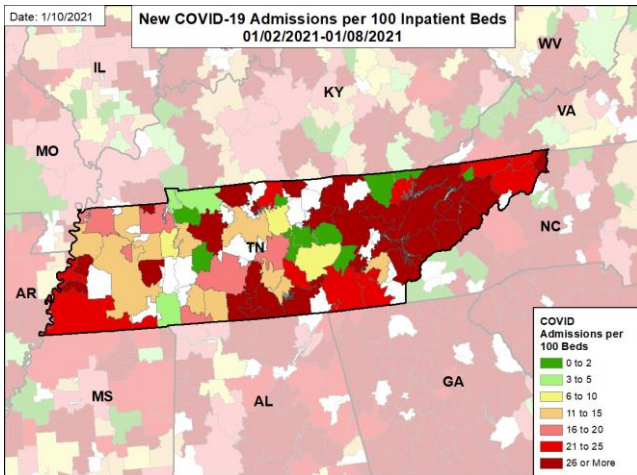 Date: 1/10/2021
New COVID-19 Admissions per 100 Inpatient Beds
01/02/2021-01/08/2021
WV
IL
KY
VA
MO
TN
NC
AR
MS
AL
GA
COVID
Admissions per
100 Beds
0 to 2
3 to 5
6 to 10
11 to 15
16 to 20
21 to 25
26 or More